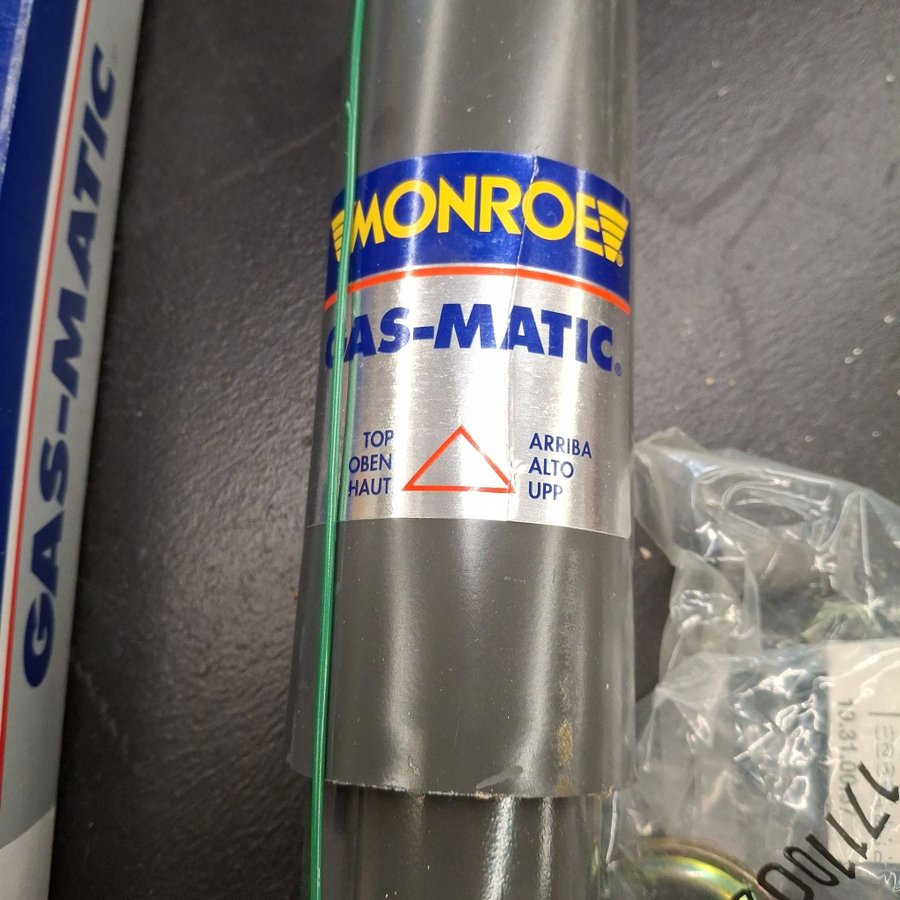 GAS-MATIC
MONROE®
GAS-MATIC®
TOP
OBEN
HAUT
ARRIBA
ALTO
UPP